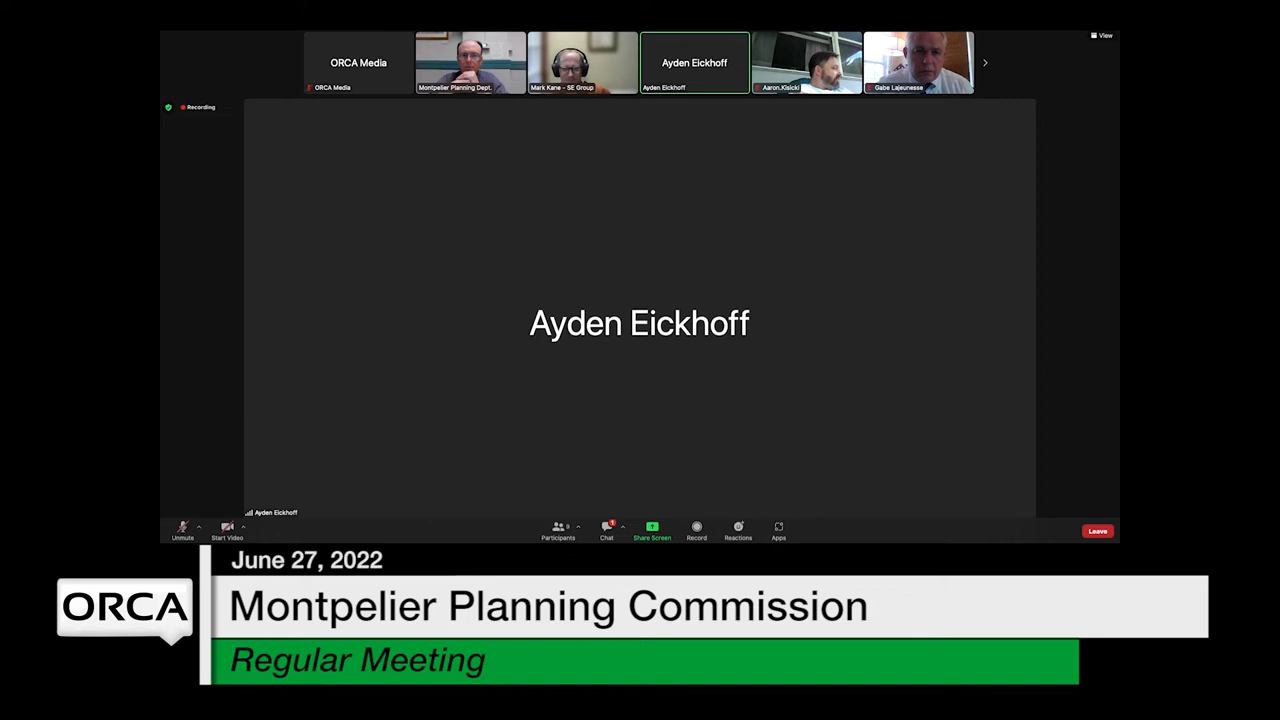 View
ORCA Media
ORCA Media
Montpelier Planning Dept.
Mark Kane - SE Group
Ayden Eickhoff
Ayden Eickhoff
Aaron.Kisicki
Gabe Lajeunesse
Recording
Ayden Eickhoff
Ayden Eickhoff
Unmute
Start Video
Participants
9
Chat
1
Share Screen
Record
Reactions
Apps
Leave
June 27, 2022
ORCA
Montpelier Planning Commission
Regular Meeting